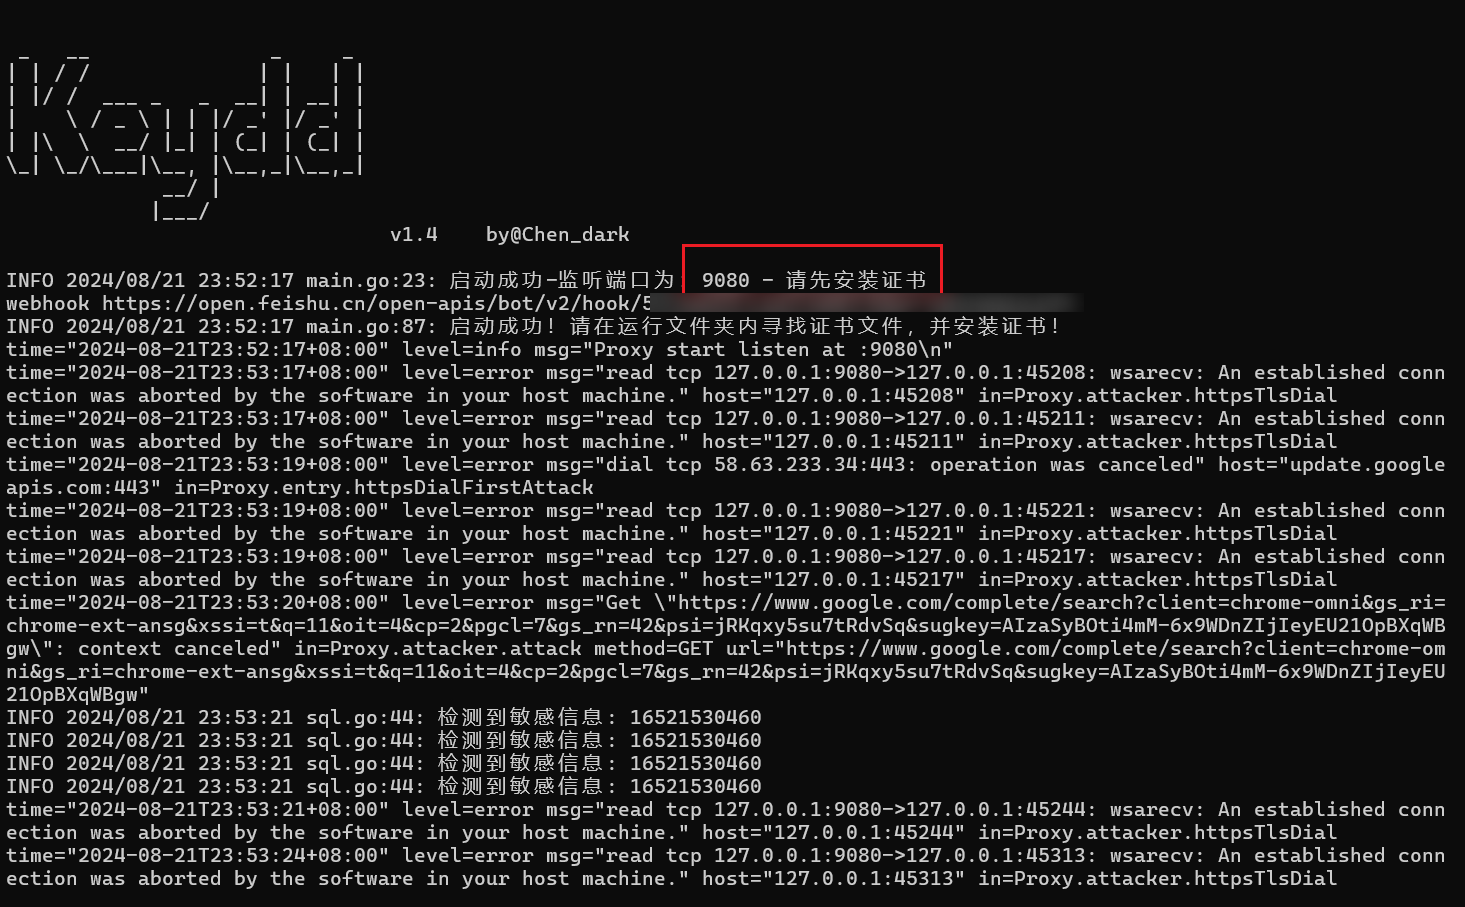 v1.4    by@Chen_dark
INFO 2024/08/21 23:52:17 main.go:23: 启动成功-监听端口为: 9080 - 请先安装证书
webhook https://open.feishu.cn/open-apis/bot/v2/hook/5
INFO 2024/08/21 23:52:17 main.go:87: 启动成功！请在运行文件夹内寻找证书文件，并安装证书！
time="2024-08-21T23:52:17+08:00" level=info msg="Proxy start listen at :9080\n"
time="2024-08-21T23:53:17+08:00" level=error msg="read tcp 127.0.0.1:9080->127.0.0.1:45208: wsarecv: An established conn
ection was aborted by the software in your host machine." host="127.0.0.1:45208" in=Proxy.attacker.httpsTlsDial
time="2024-08-21T23:53:17+08:00" level=error msg="read tcp 127.0.0.1:9080->127.0.0.1:45211: wsarecv: An established conn
ection was aborted by the software in your host machine." host="127.0.0.1:45211" in=Proxy.attacker.httpsTlsDial
time="2024-08-21T23:53:19+08:00" level=error msg="dial tcp 58.63.233.34:443: operation was canceled" host="update.google
apis.com:443" in=Proxy.entry.httpsDialFirstAttack
time="2024-08-21T23:53:19+08:00" level=error msg="read tcp 127.0.0.1:9080->127.0.0.1:45221: wsarecv: An established conn
ection was aborted by the software in your host machine." host="127.0.0.1:45221" in=Proxy.attacker.httpsTlsDial
time="2024-08-21T23:53:19+08:00" level=error msg="read tcp 127.0.0.1:9080->127.0.0.1:45217: wsarecv: An established conn
ection was aborted by the software in your host machine." host="127.0.0.1:45217" in=Proxy.attacker.httpsTlsDial
time="2024-08-21T23:53:20+08:00" level=error msg="Get \"https://www.google.com/complete/search?client=chrome-omni&gs_ri=
chrome-ext-ansg&xssi=t&q=11&oit=4&cp=2&pgcl=7&gs_rn=42&psi=jRKqxy5su7tRdvSq&sugkey=AIzaSyBOti4mM-6x9WDnZIjIeyEU21OpBXqWB
gw\": context canceled" in=Proxy.attacker.attack method=GET url="https://www.google.com/complete/search?client=chrome-om
ni&gs_ri=chrome-ext-ansg&xssi=t&q=11&oit=4&cp=2&pgcl=7&gs_rn=42&psi=jRKqxy5su7tRdvSq&sugkey=AIzaSyBOti4mM-6x9WDnZIjIeyEU
21OpBXqWBgw"
INFO 2024/08/21 23:53:21 sql.go:44: 检测到敏感信息: 16521530460
INFO 2024/08/21 23:53:21 sql.go:44: 检测到敏感信息: 16521530460
INFO 2024/08/21 23:53:21 sql.go:44: 检测到敏感信息: 16521530460
INFO 2024/08/21 23:53:21 sql.go:44: 检测到敏感信息: 16521530460
time="2024-08-21T23:53:21+08:00" level=error msg="read tcp 127.0.0.1:9080->127.0.0.1:45244: wsarecv: An established conn
ection was aborted by the software in your host machine." host="127.0.0.1:45244" in=Proxy.attacker.httpsTlsDial
time="2024-08-21T23:53:24+08:00" level=error msg="read tcp 127.0.0.1:9080->127.0.0.1:45313: wsarecv: An established conn
ection was aborted by the software in your host machine." host="127.0.0.1:45313" in=Proxy.attacker.httpsTlsDial